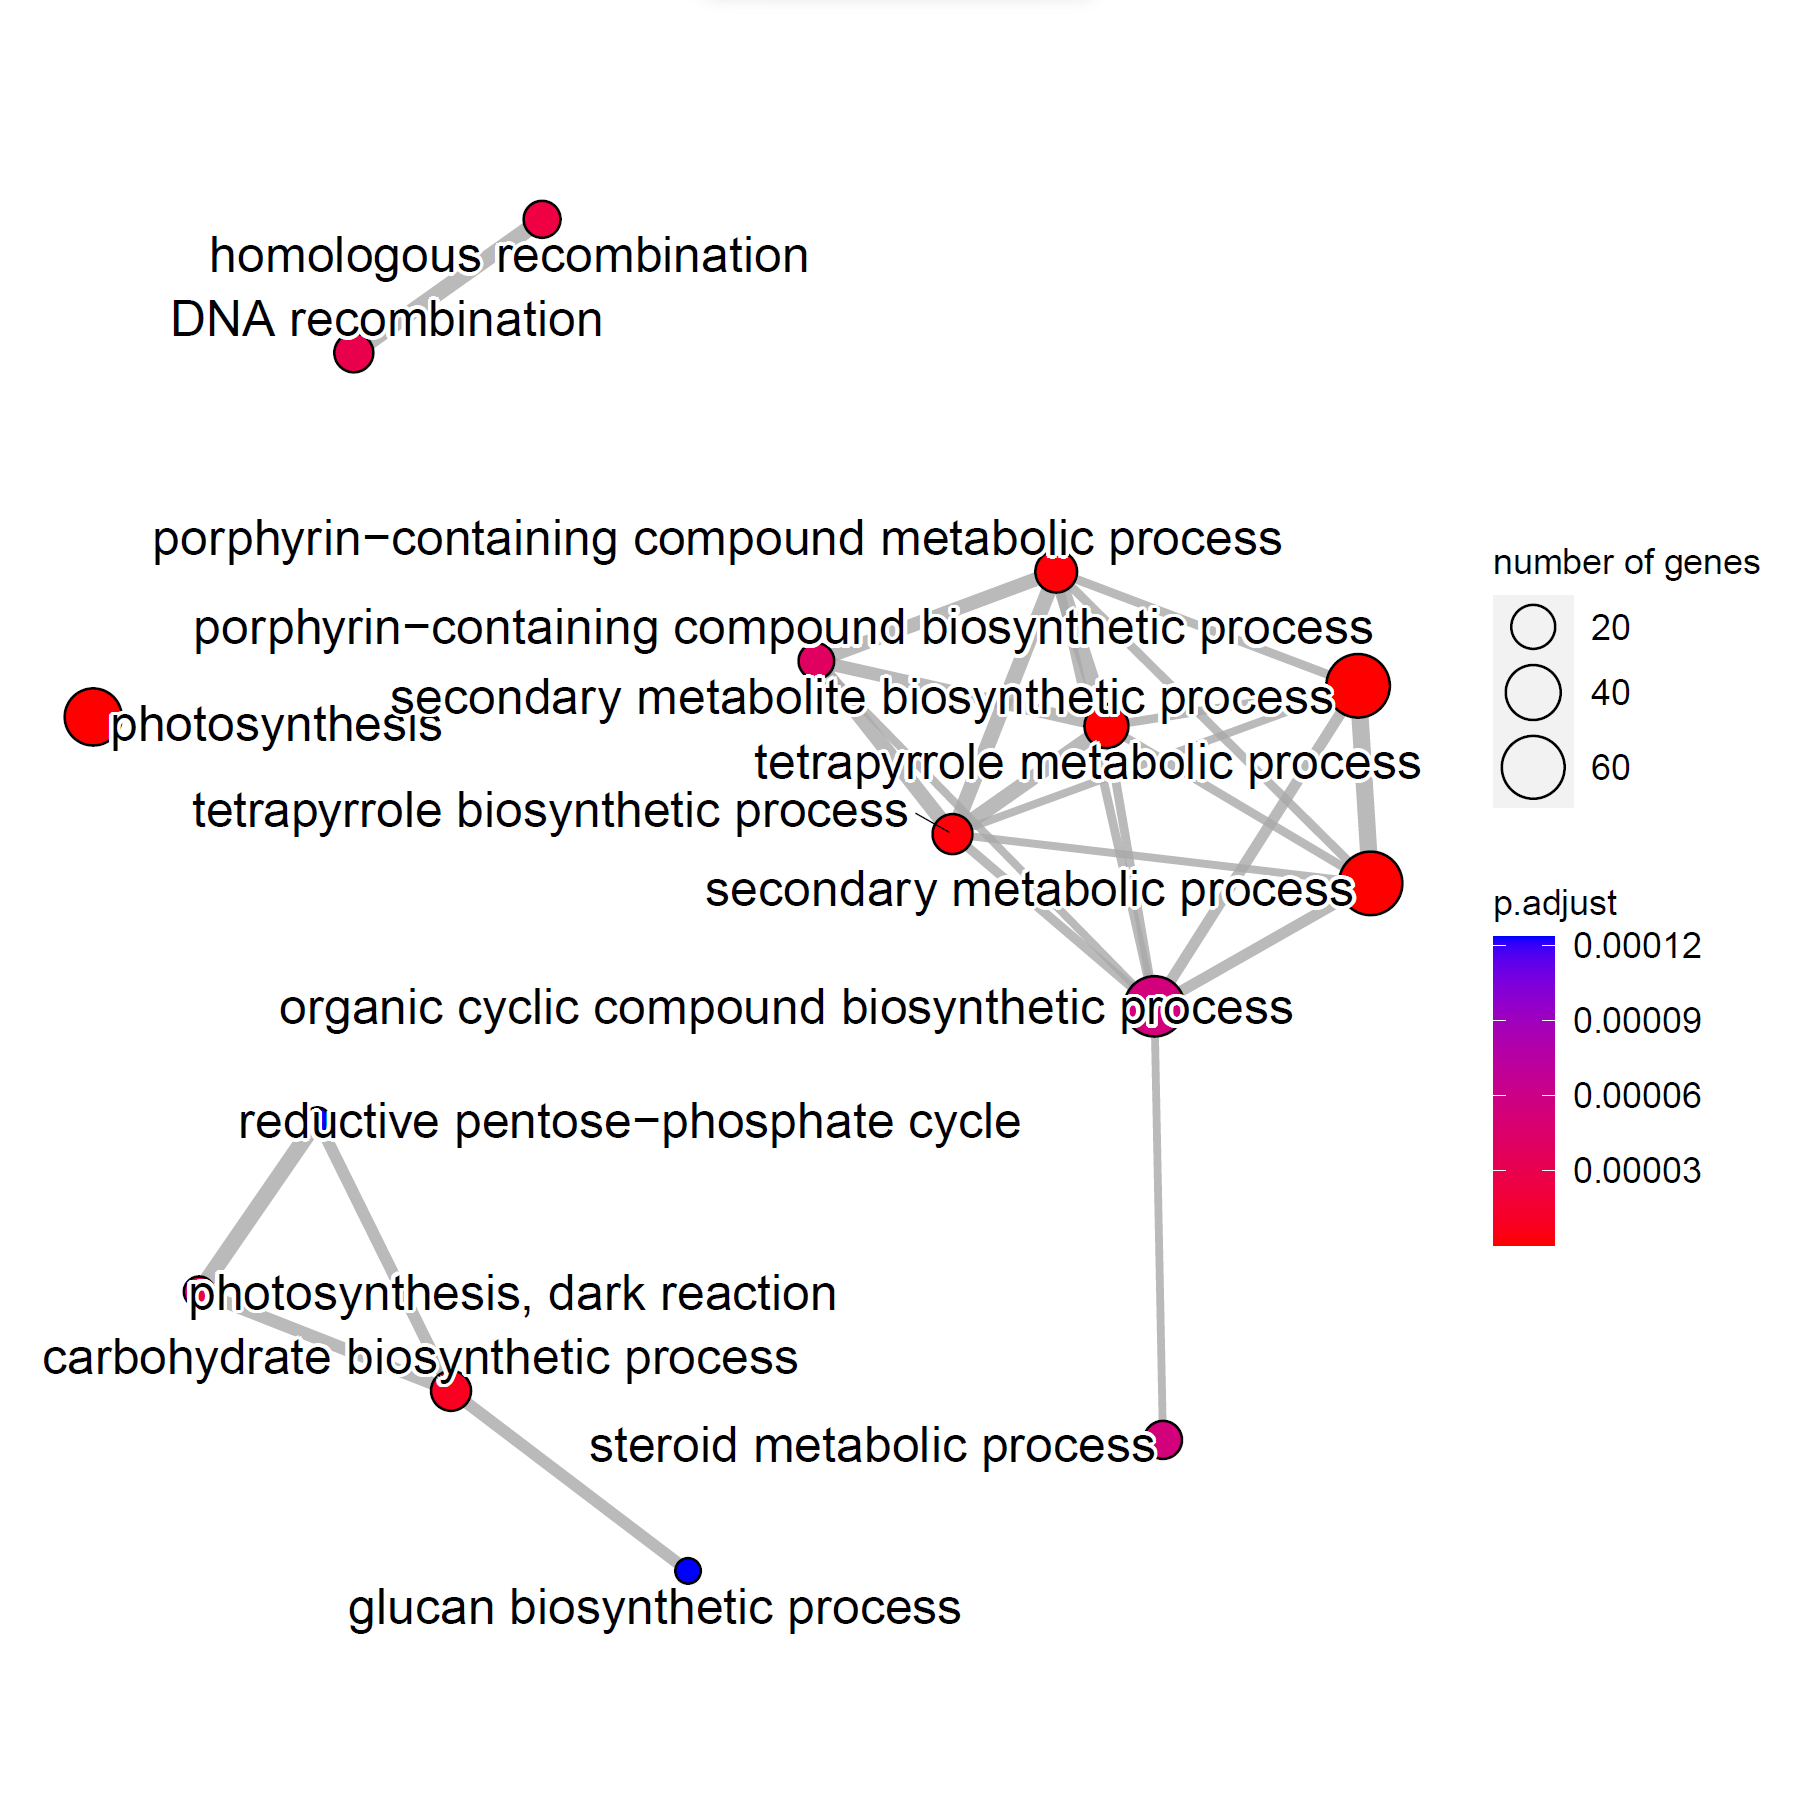 homologous recombination
DNA recombination
porphyrin−containing compound metabolic process
porphyrin−containing compound biosynthetic process
secondary metabolite biosynthetic process
photosynthesis
tetrapyrrole metabolic process
tetrapyrrole biosynthetic process
secondary metabolic process
organic cyclic compound biosynthetic process
reductive pentose−phosphate cycle
photosynthesis, dark reaction
carbohydrate biosynthetic process
steroid metabolic process
glucan biosynthetic process
number of genes
20
40
60
p.adjust
0.00012
0.00009
0.00006
0.00003